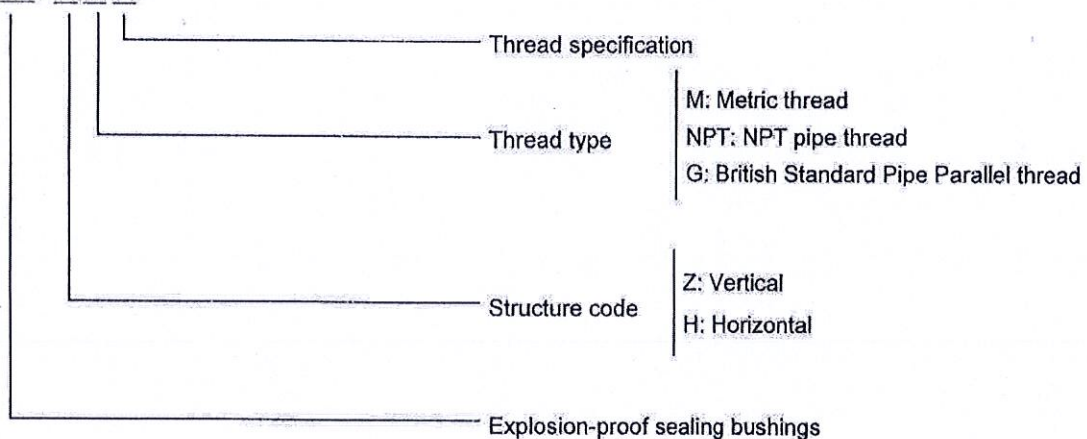 Thread specification
Thread type
M: Metric thread
NPT: NPT pipe thread
G: British Standard Pipe Parallel thread
Structure code
Z: Vertical
H: Horizontal
Explosion-proof sealing bushings